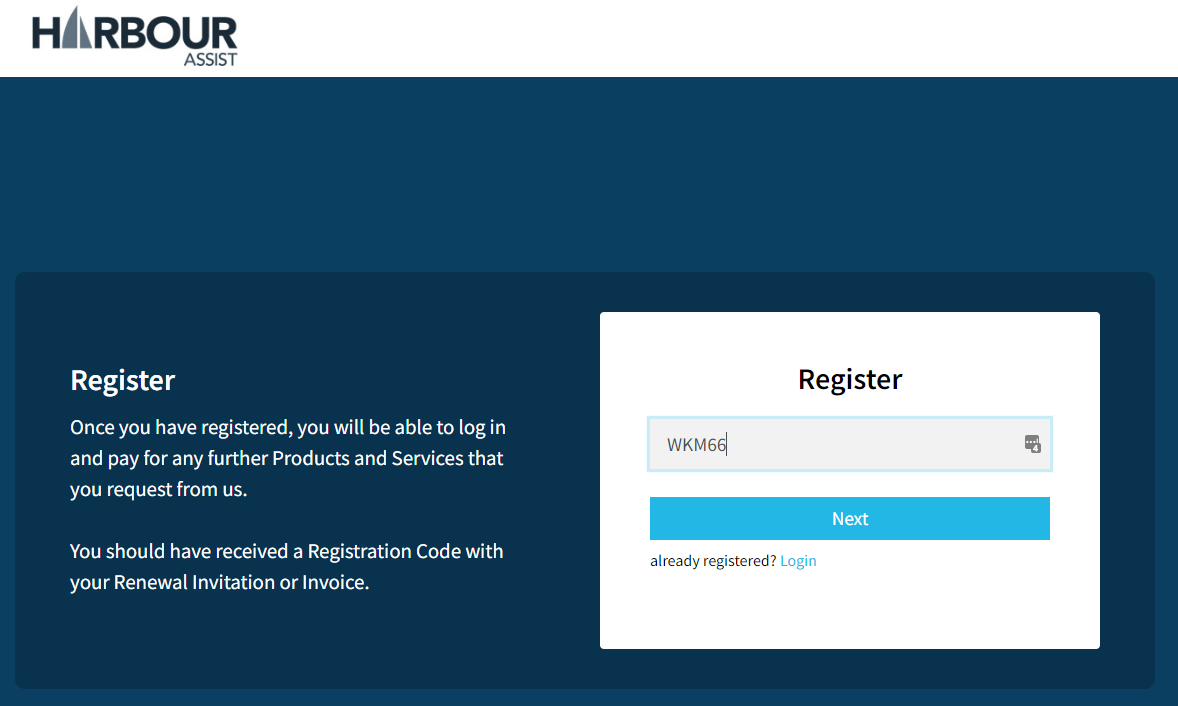 HARBOUR
ASSIST
Register
Once you have registered, you will be able to log in
and pay for any further Products and Services that
you request from us.
You should have received a Registration Code with
your Renewal Invitation or Invoice.
Register
WKM66
Next
already registered? Login